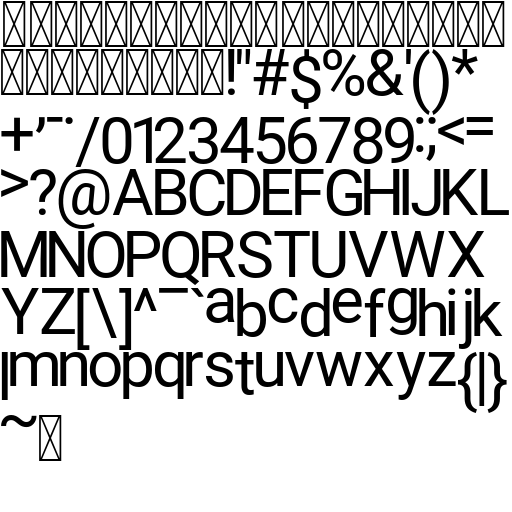 !"#$%&'()*
+,-./0123456789:;<=
>?@ABCDEFGHIJKL
MNOPQRSTUVWX
YZ[\]^_`abcdefghijk
lmnopqrstuvwxyz{|}
~